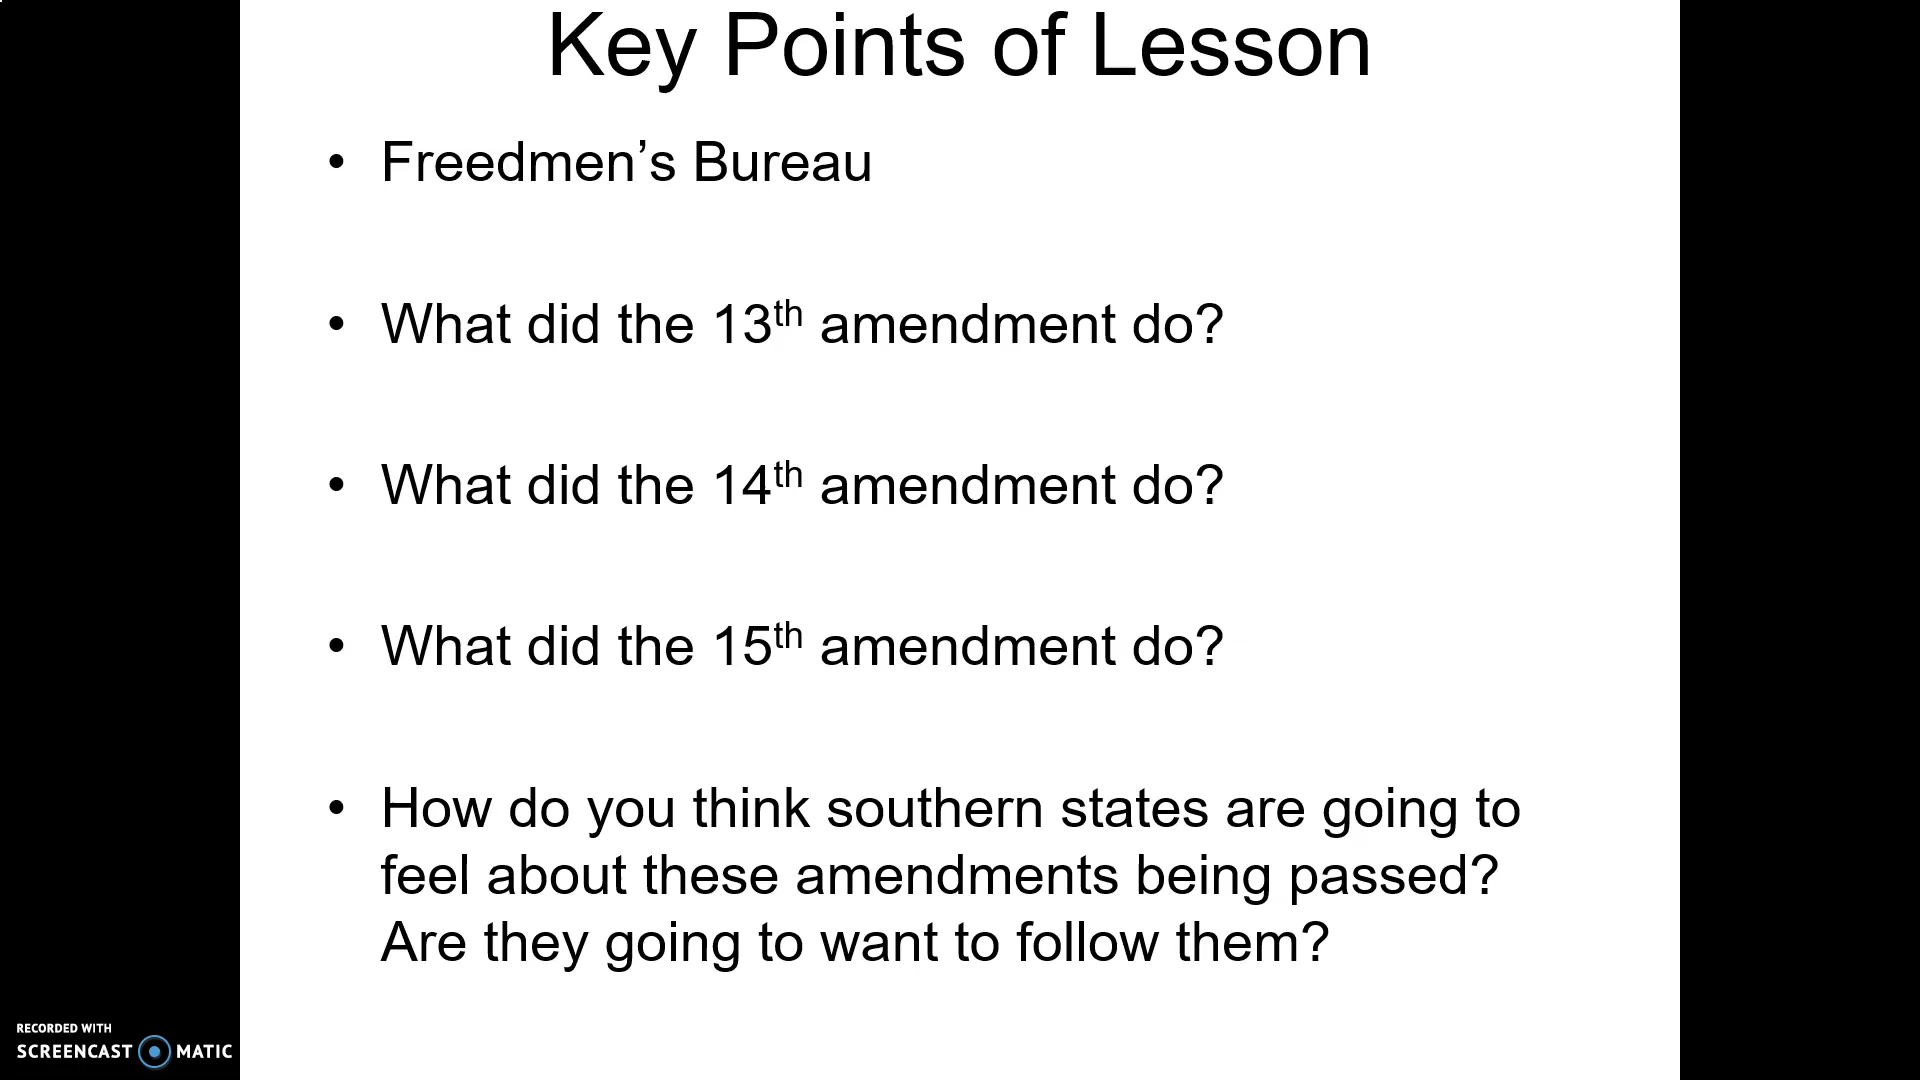 Key Points of Lesson
• Freedmen’s Bureau
• What did the 13th amendment do?
• What did the 14th amendment do?
• What did the 15th amendment do?
• How do you think southern states are going to
feel about these amendments being passed?
Are they going to want to follow them?
RECORDED WITH
SCREENCAST MATIC